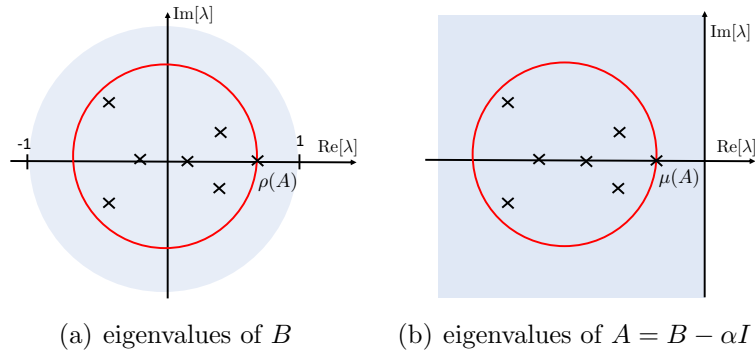 Im[λ]
Im[λ]
-1
1
Re[λ]
Re[λ]
ρ(A)
μ(A)
(a) eigenvalues of B
(b) eigenvalues of A = B − αI